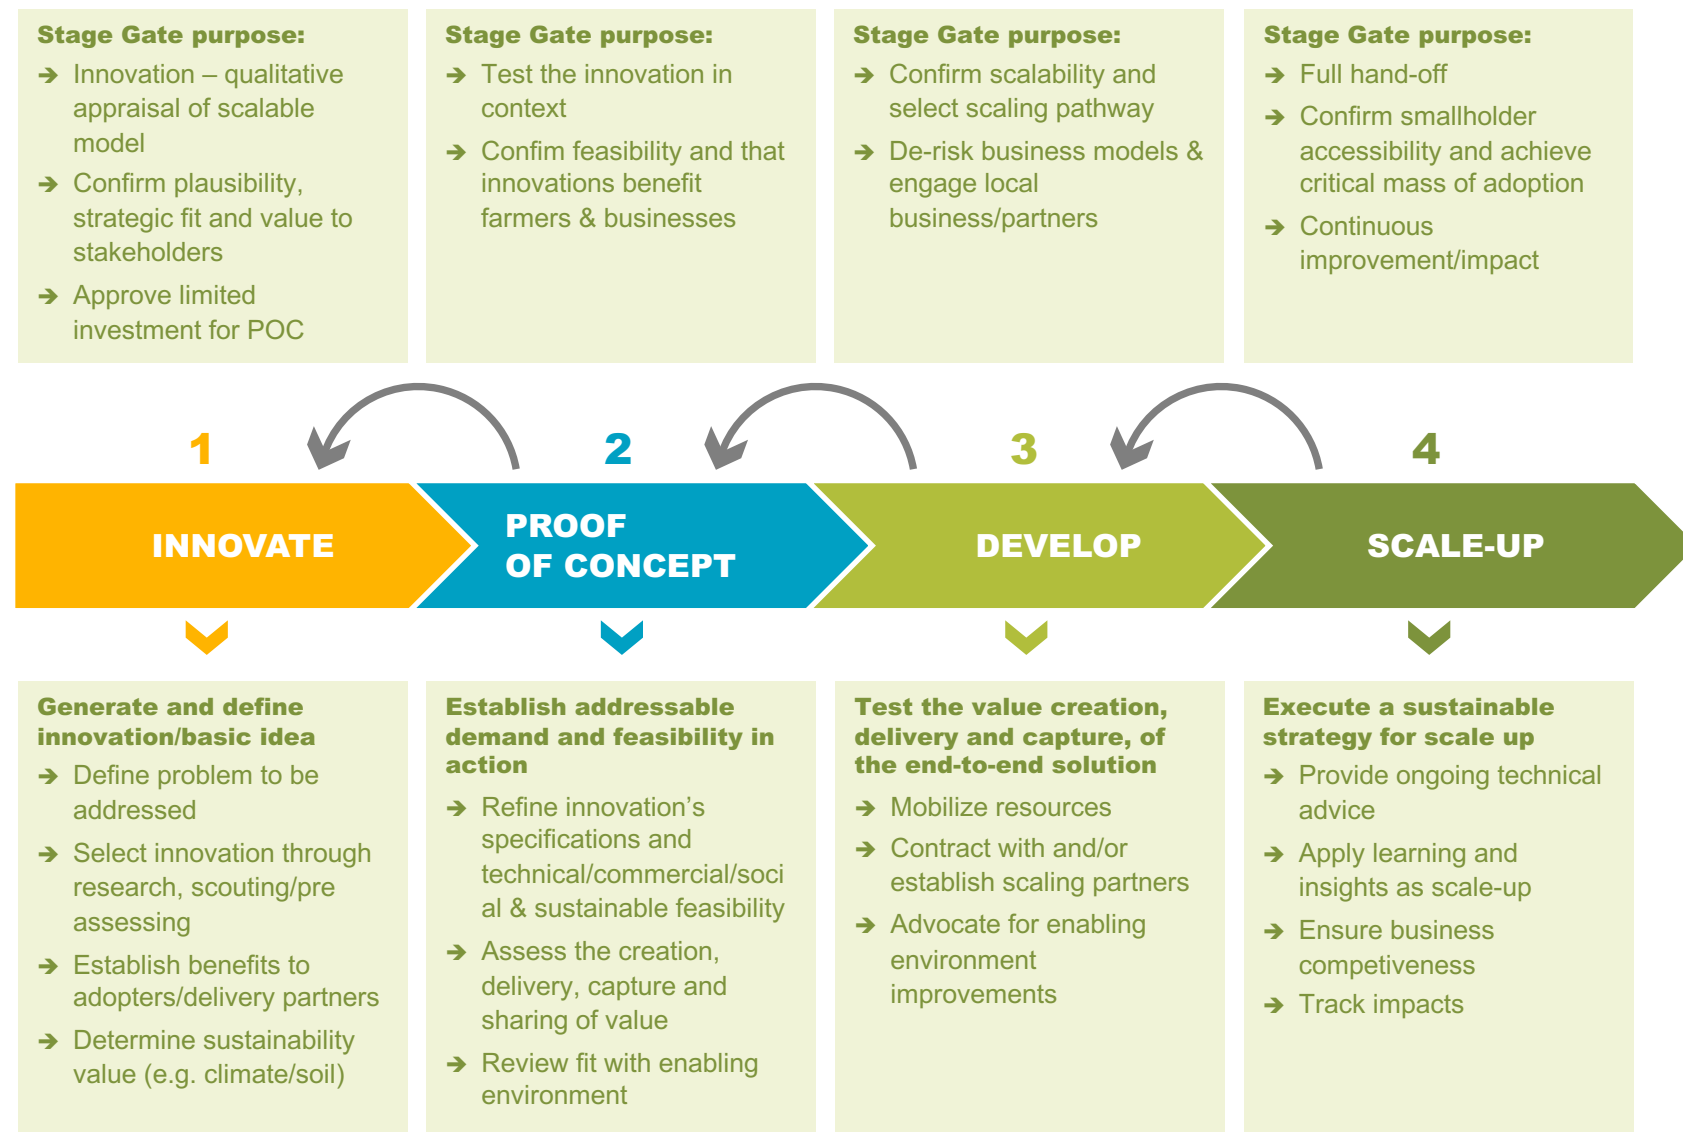 Stage Gate purpose:
➔ Innovation – qualitative
appraisal of scalable
model
➔ Confirm plausibility,
strategic fit and value to
stakeholders
➔ Approve limited
investment for POC
Stage Gate purpose:
➔ Test the innovation in
context
➔ Confim feasibility and that
innovations benefit
farmers & businesses
Stage Gate purpose:
➔ Confirm scalability and
select scaling pathway
➔ De-risk business models &
engage local
business/partners
Stage Gate purpose:
➔ Full hand-off
➔ Confirm smallholder
accessibility and achieve
critical mass of adoption
➔ Continuous
improvement/impact
1
2
3
4
INNOVATE
PROOF
OF CONCEPT
DEVELOP
SCALE-UP
Generate and define
innovation/basic idea
➔ Define problem to be
addressed
➔ Select innovation through
research, scouting/pre
assessing
➔ Establish benefits to
adopters/delivery partners
➔ Determine sustainability
value (e.g. climate/soil)
Establish addressable
demand and feasibility in
action
➔ Refine innovation’s
specifications and
technical/commercial/soci
al & sustainable feasibility
➔ Assess the creation,
delivery, capture and
sharing of value
➔ Review fit with enabling
environment
Test the value creation,
delivery and capture, of
the end-to-end solution
➔ Mobilize resources
➔ Contract with and/or
establish scaling partners
➔ Advocate for enabling
environment
improvements
Execute a sustainable
strategy for scale up
➔ Provide ongoing technical
advice
➔ Apply learning and
insights as scale-up
➔ Ensure business
competiveness
➔ Track impacts